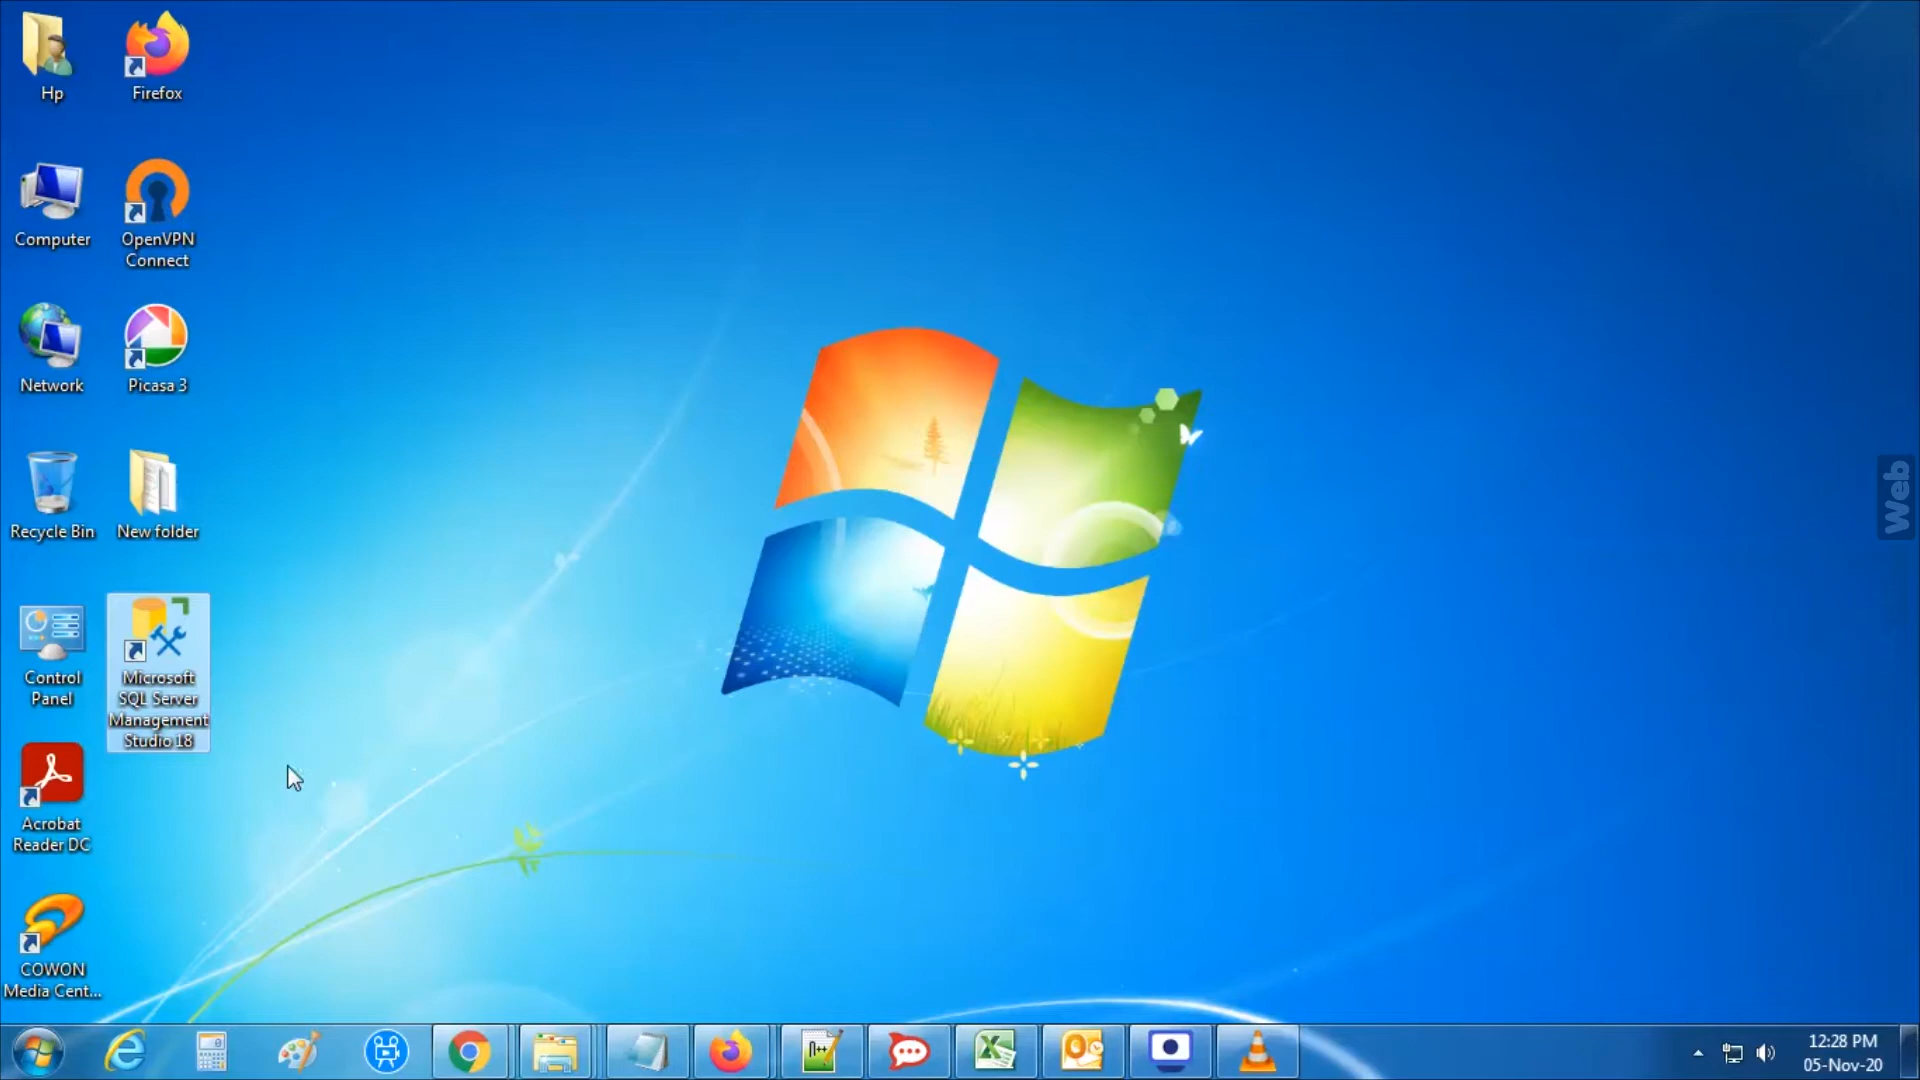 Hp
Firefox
Computer
OpenVPN
Connect
Network
Picasa 3
Recycle Bin
New folder
Control
Panel
Microsoft
SQL Server
Management
Studio 18
Acrobat
Reader DC
COWON
Media Cent...
Web
12:28 PM
05-Nov-20